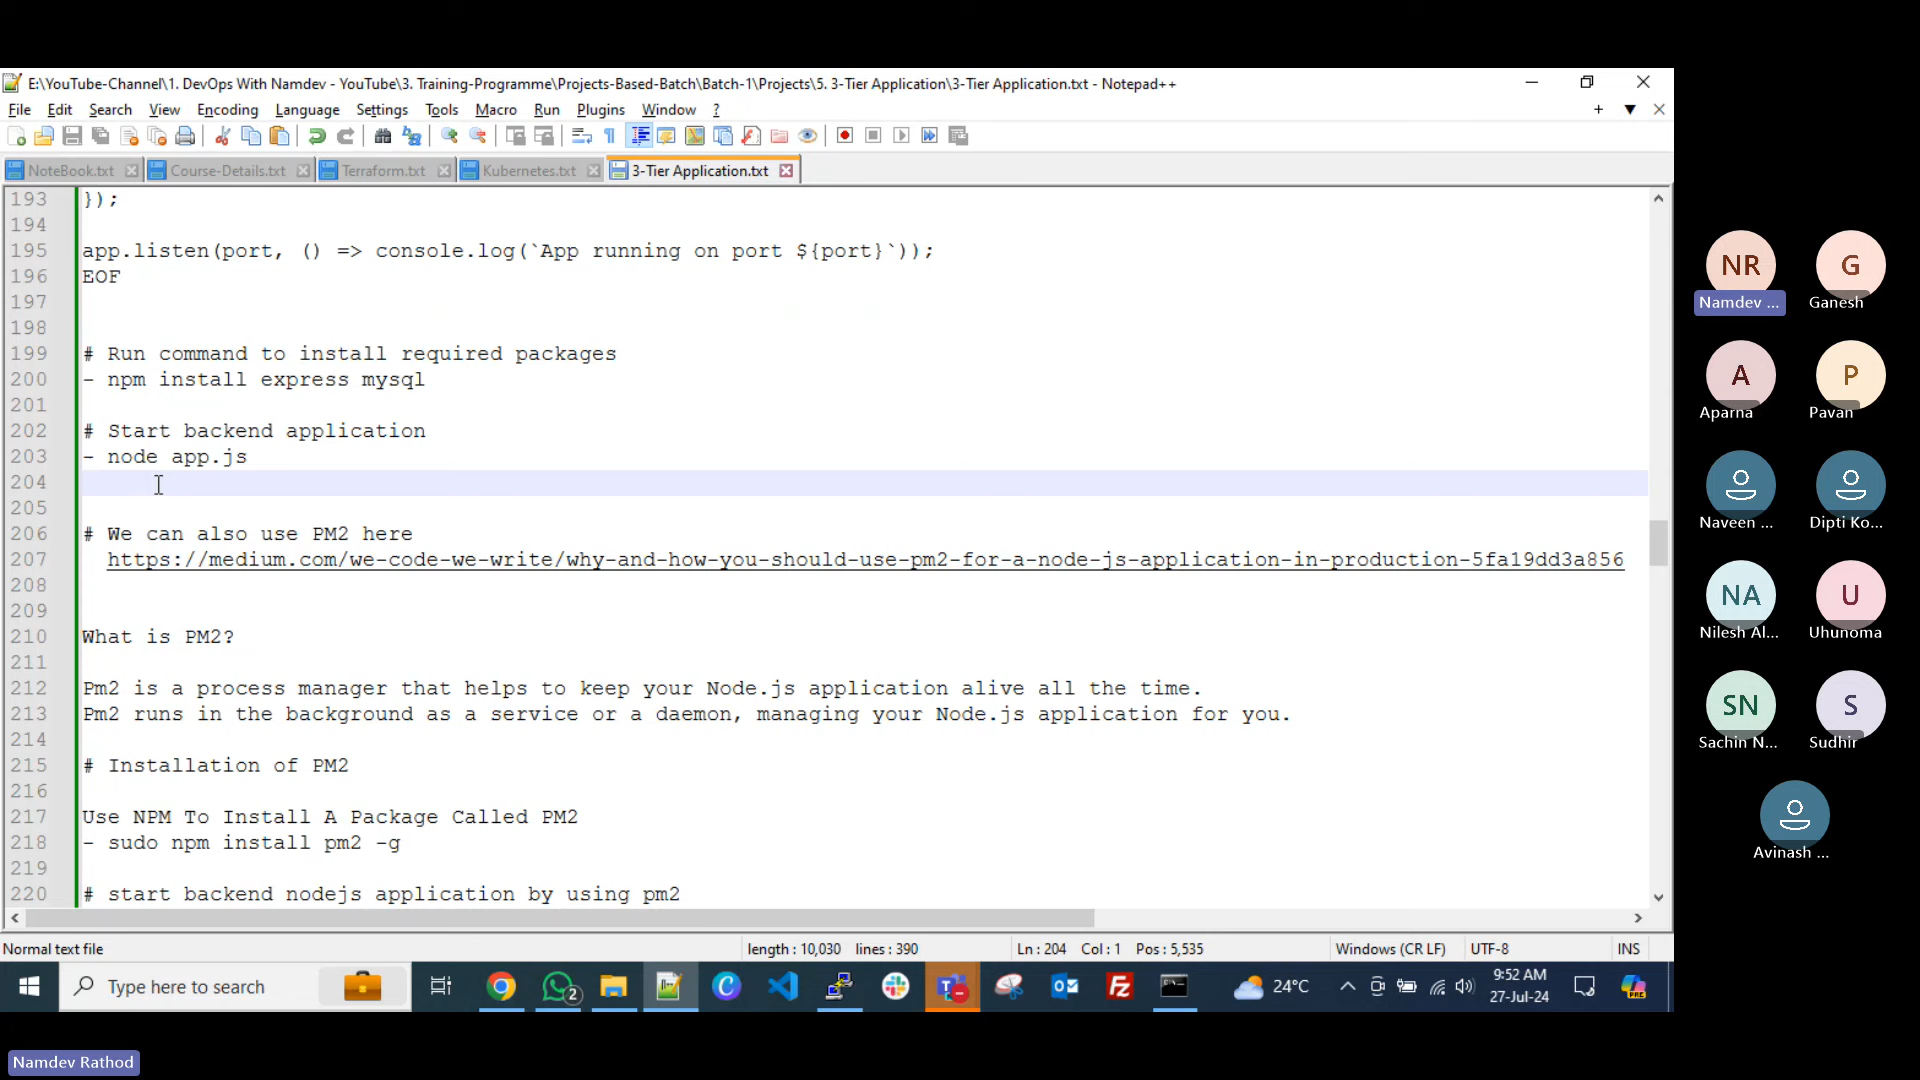 E:\YouTube-Channel\1. DevOps With Namdev - YouTube\3. Training-Programme\Projects-Based-Batch\Batch-1\Projects\5. 3-Tier Application\3-Tier Application.txt - Notepad++
File Edit Search View Encoding Language Settings Tools Macro Run Plugins Window ?
NoteBook.txt Course-Details.txt Terraform.txt Kubernetes.txt 3-Tier Application.txt
193 });
194
195 app.listen(port, () => console.log(`App running on port ${port}`));
196 EOF
197
198
199 # Run command to install required packages
200 - npm install express mysql
201
202 # Start backend application
203 - node app.js
204
205
206 # We can also use PM2 here
207 https://medium.com/we-code-we-write/why-and-how-you-should-use-pm2-for-a-node-js-application-in-production-5fa19dd3a856
208
209
210 What is PM2?
211
212 Pm2 is a process manager that helps to keep your Node.js application alive all the time.
213 Pm2 runs in the background as a service or a daemon, managing your Node.js application for you.
214
215 # Installation of PM2
216
217 Use NPM To Install A Package Called PM2
218 - sudo npm install pm2 -g
219
220 # start backend nodejs application by using pm2
Normal text file length : 10,030 lines : 390 Ln : 204 Col : 1 Pos : 5,535 Windows (CR LF) UTF-8 INS
Type here to search
2
24°C
9:52 AM
27-Jul-24
NR
Namdev ...
G
Ganesh
A
Aparna
P
Pavan
Naveen ...
Dipti Ko...
NA
Nilesh Al...
U
Uhunoma
SN
Sachin N...
S
Sudhir
Avinash ...
Namdev Rathod